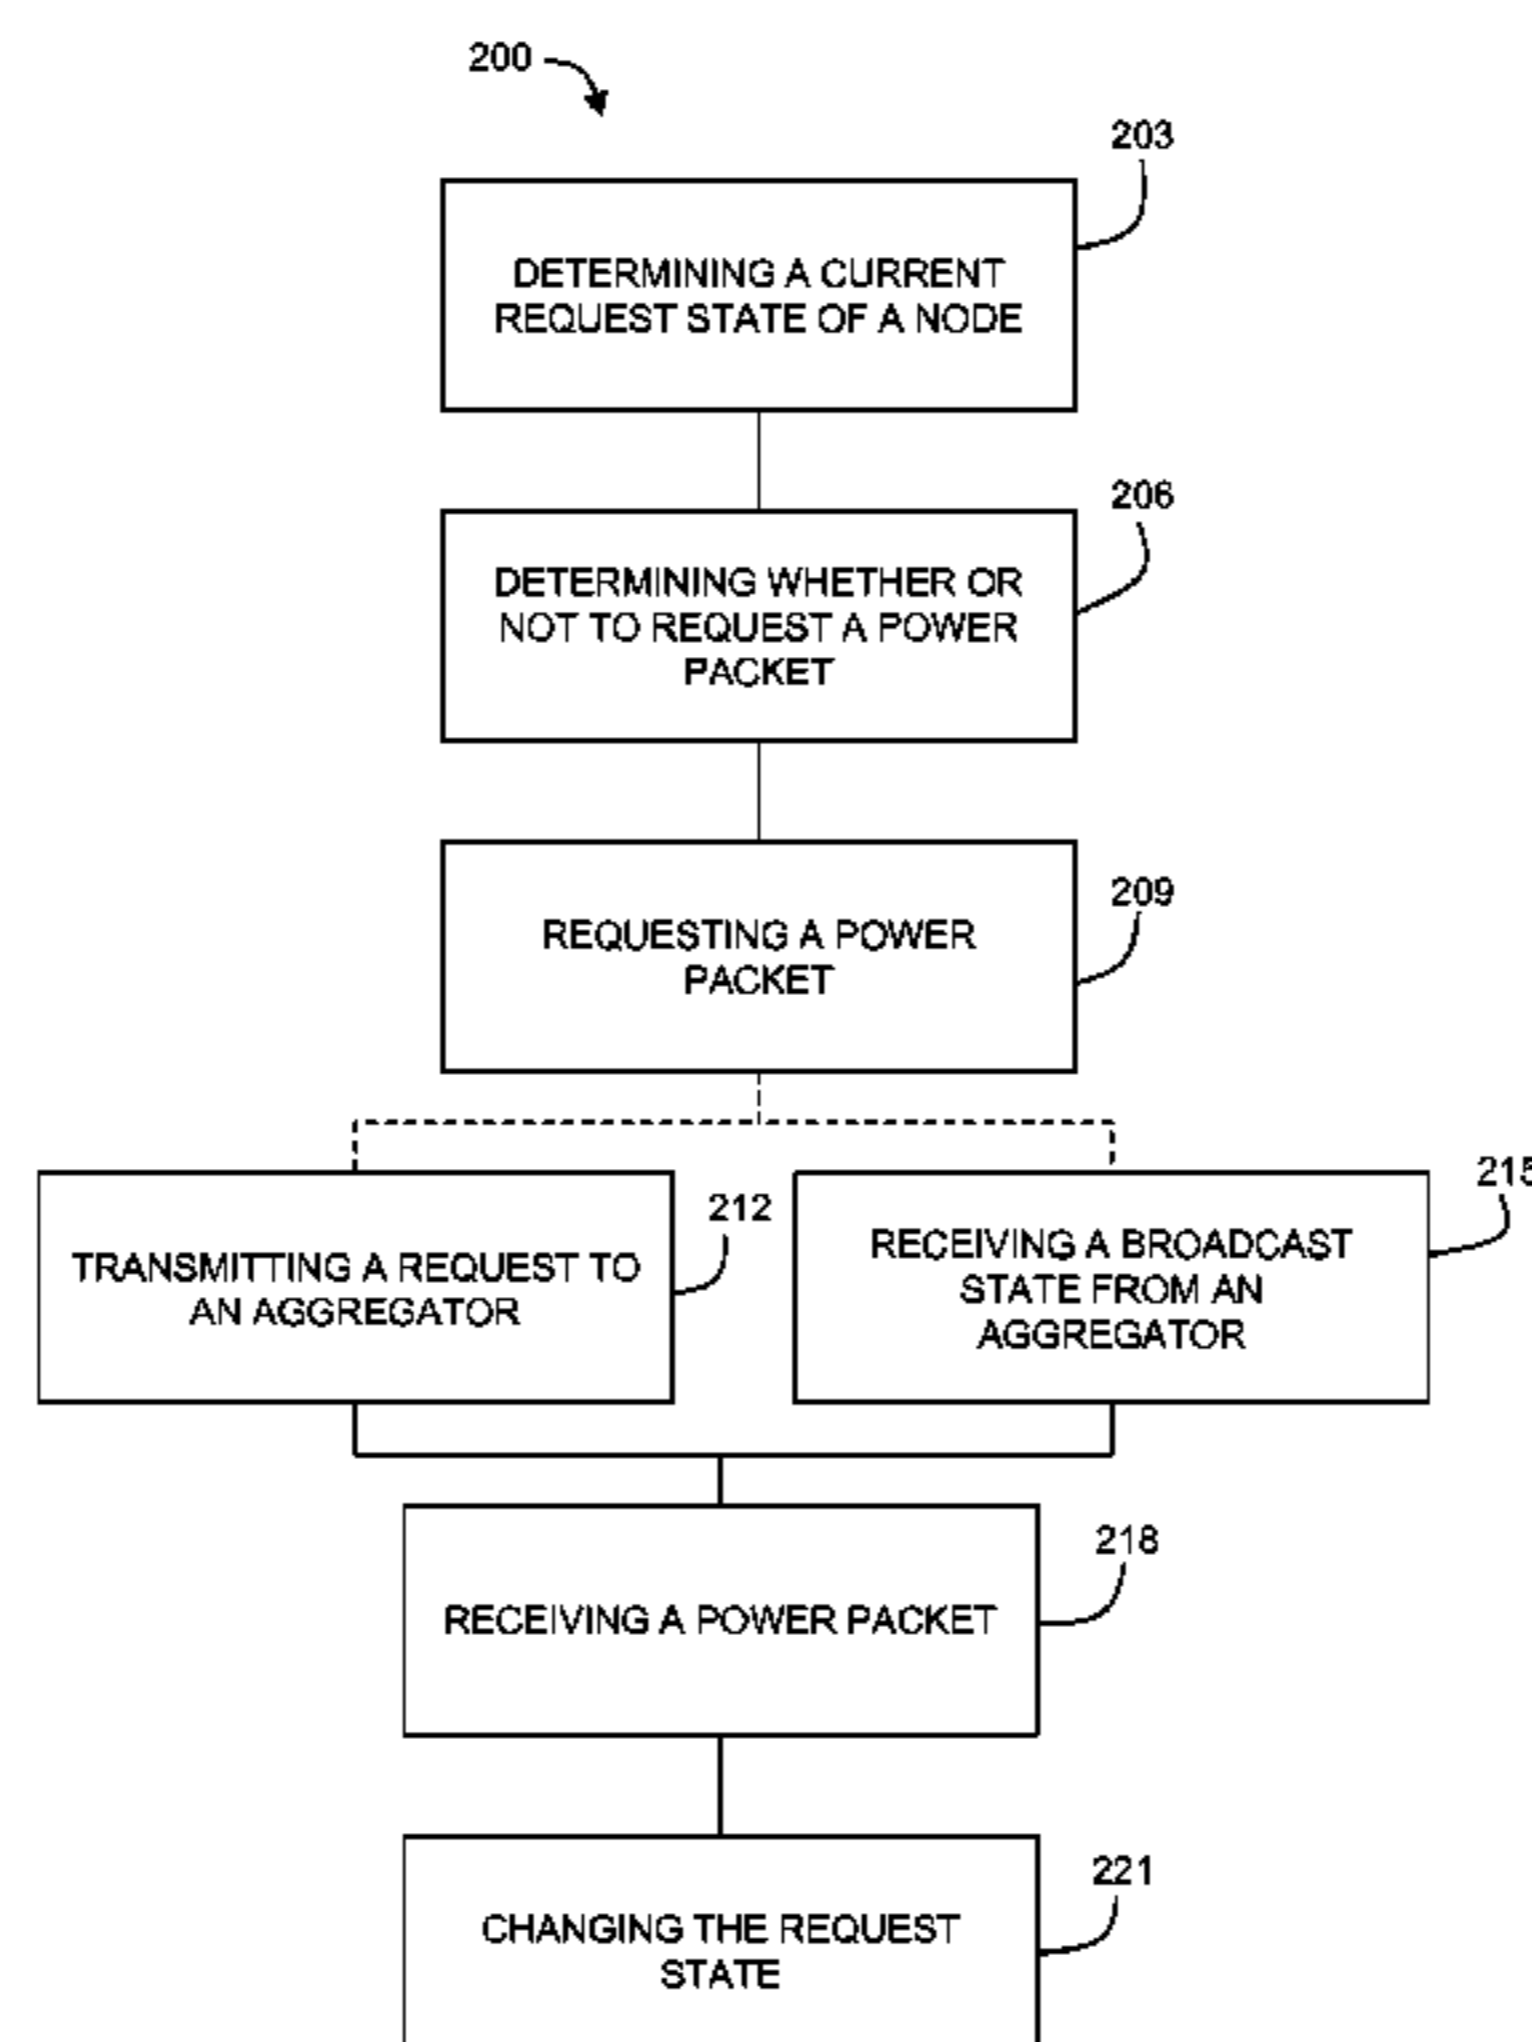 200
203
DETERMINING A CURRENT
REQUEST STATE OF A NODE
206
DETERMINING WHETHER OR
NOT TO REQUEST A POWER
PACKET
209
REQUESTING A POWER
PACKET
212
TRANSMITTING A REQUEST TO
AN AGGREGATOR
215
RECEIVING A BROADCAST
STATE FROM AN
AGGREGATOR
218
RECEIVING A POWER PACKET
221
CHANGING THE REQUEST
STATE